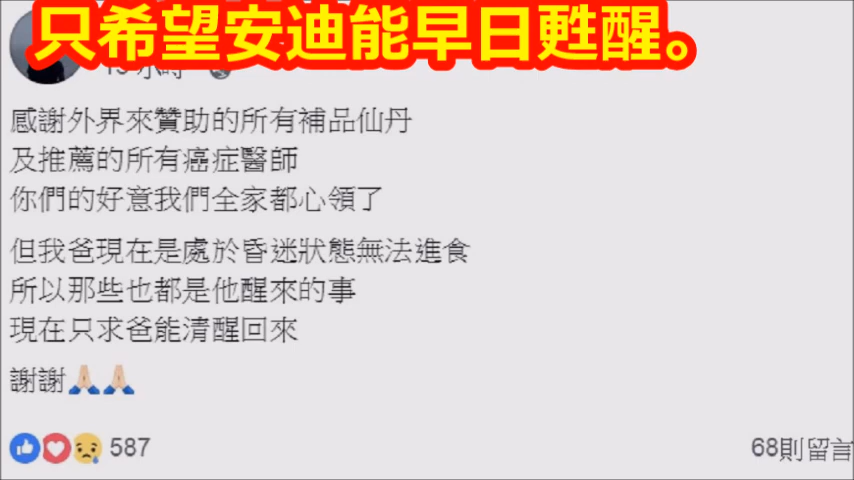 只希望安迪能早日甦醒。
感謝外界來贊助的所有補品仙丹
及推薦的所有癌症醫師
你們的好意我們全家都心領了
但我爸現在是處於昏迷狀態無法進食
所以那些也都是他醒來的事
現在只求爸能清醒回來
謝謝🙏🏻🙏🏻
587
68則留言